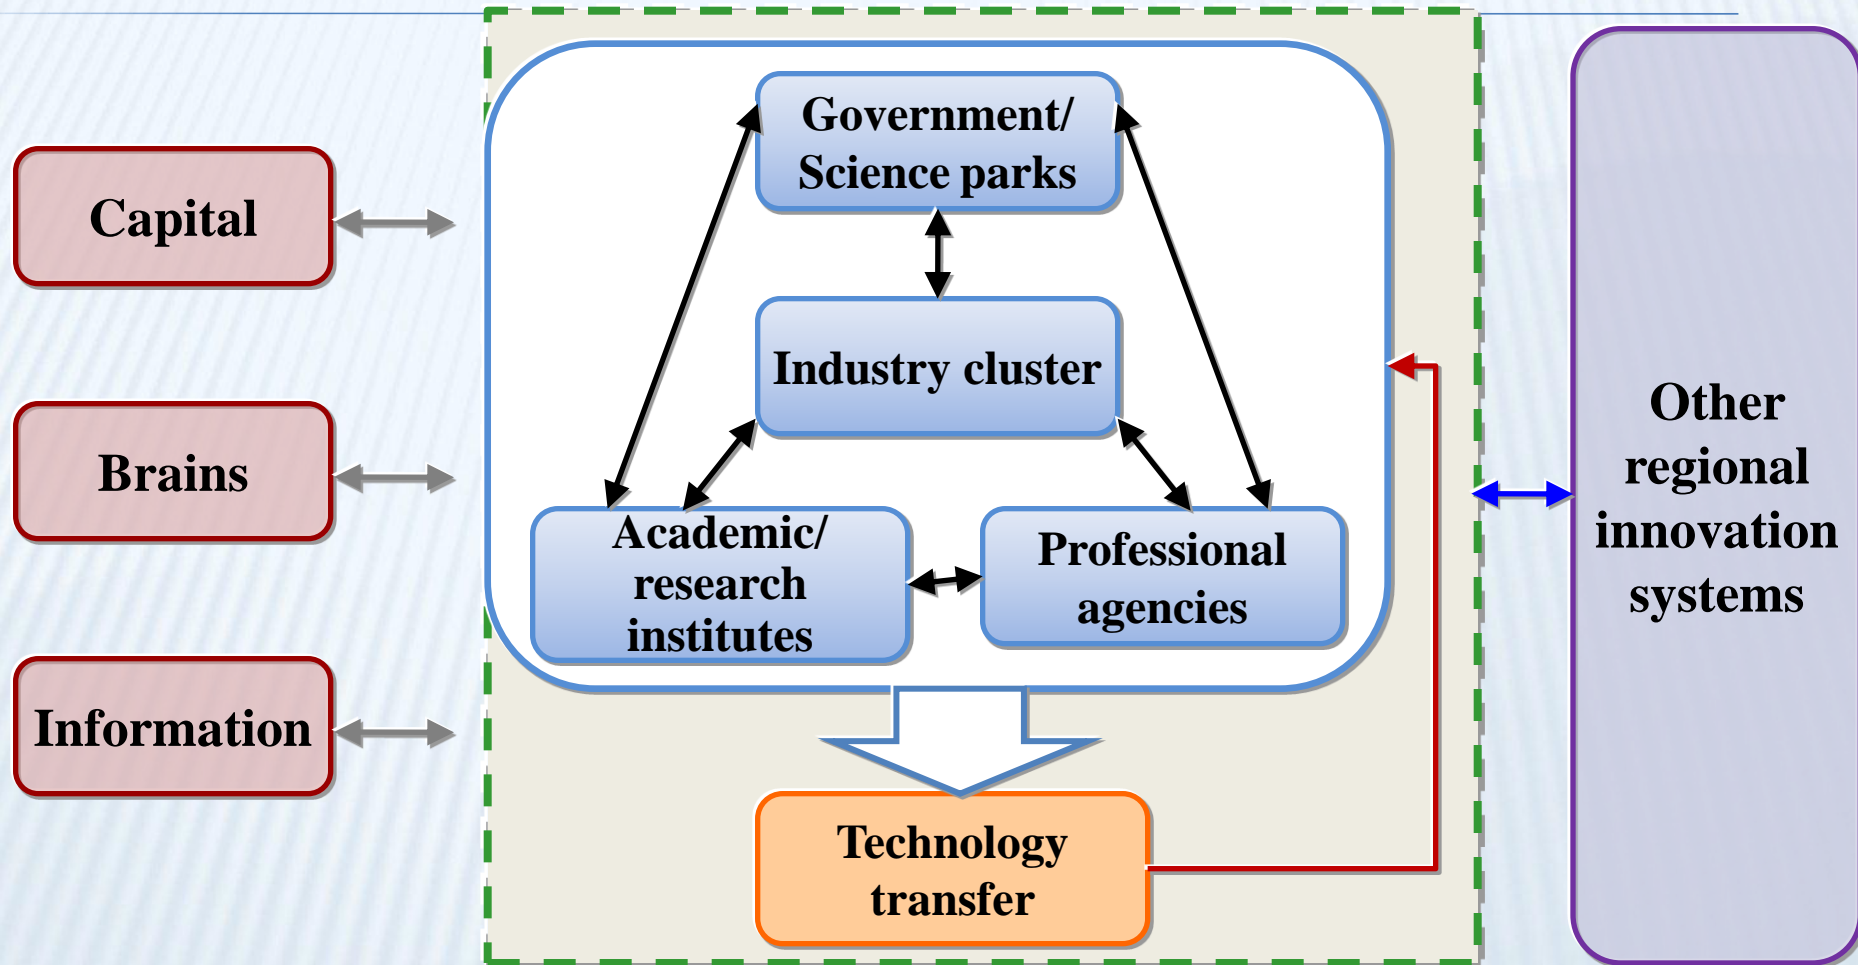 Capital
Brains
Information
Government/
Science parks
Industry cluster
Academic/
research
institutes
Professional
agencies
Technology
transfer
Other
regional
innovation
systems